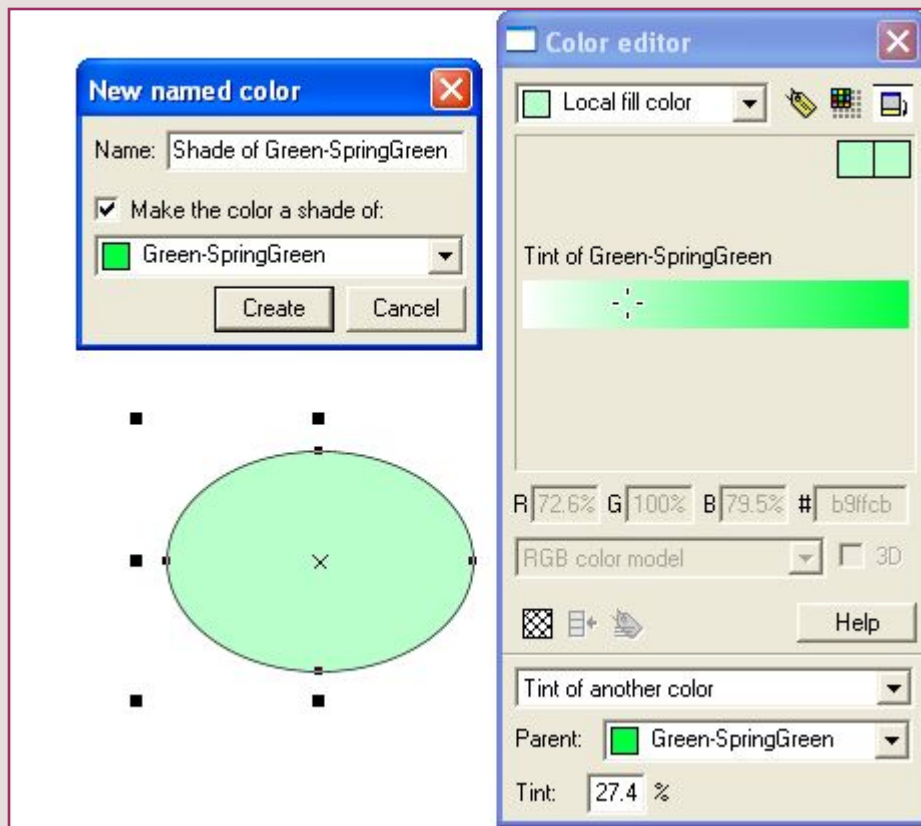 New named color
Name: Shade of Green-SpringGreen
Make the color a shade of:
Green-SpringGreen
Create Cancel
Color editor
Local fill color
Tint of Green-SpringGreen
R 72.6% G 100% B 79.5% # b9ffcb
RGB color model 3D
Help
Tint of another color
Parent: Green-SpringGreen
Tint: 27.4 %